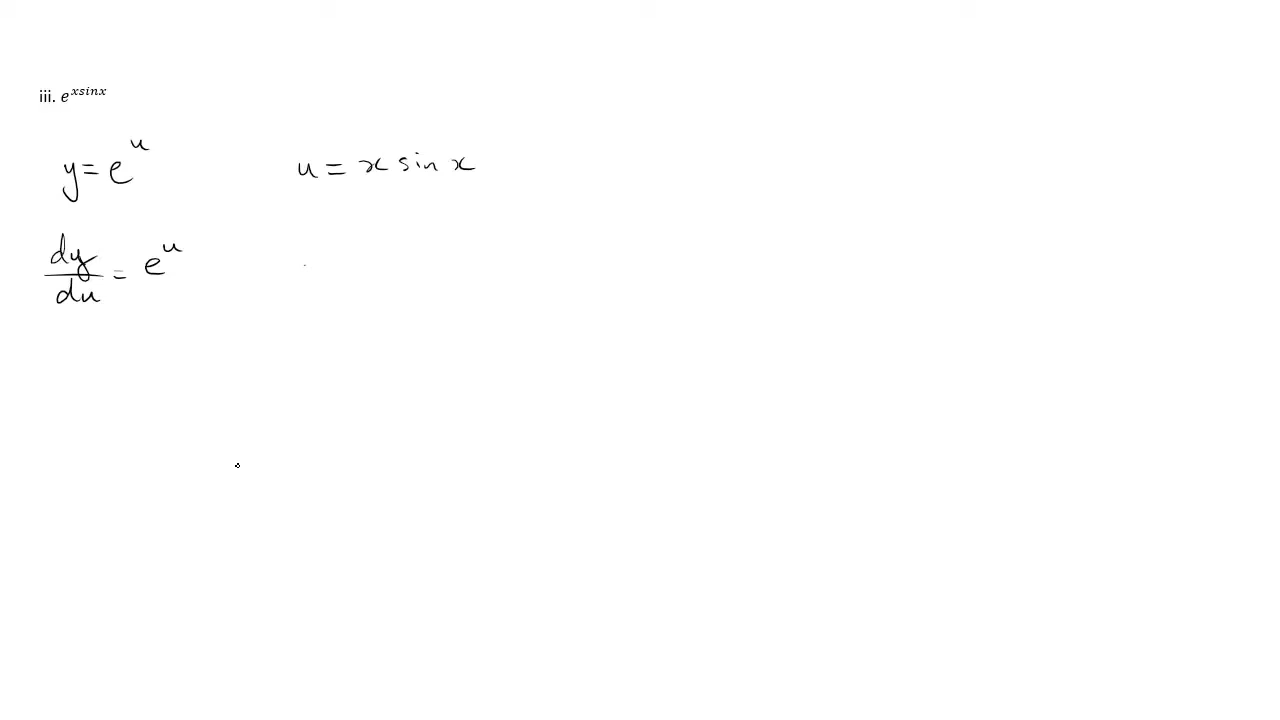 iii. e^{xsinx}
y = e^u u = x sin x
dy/du = e^u